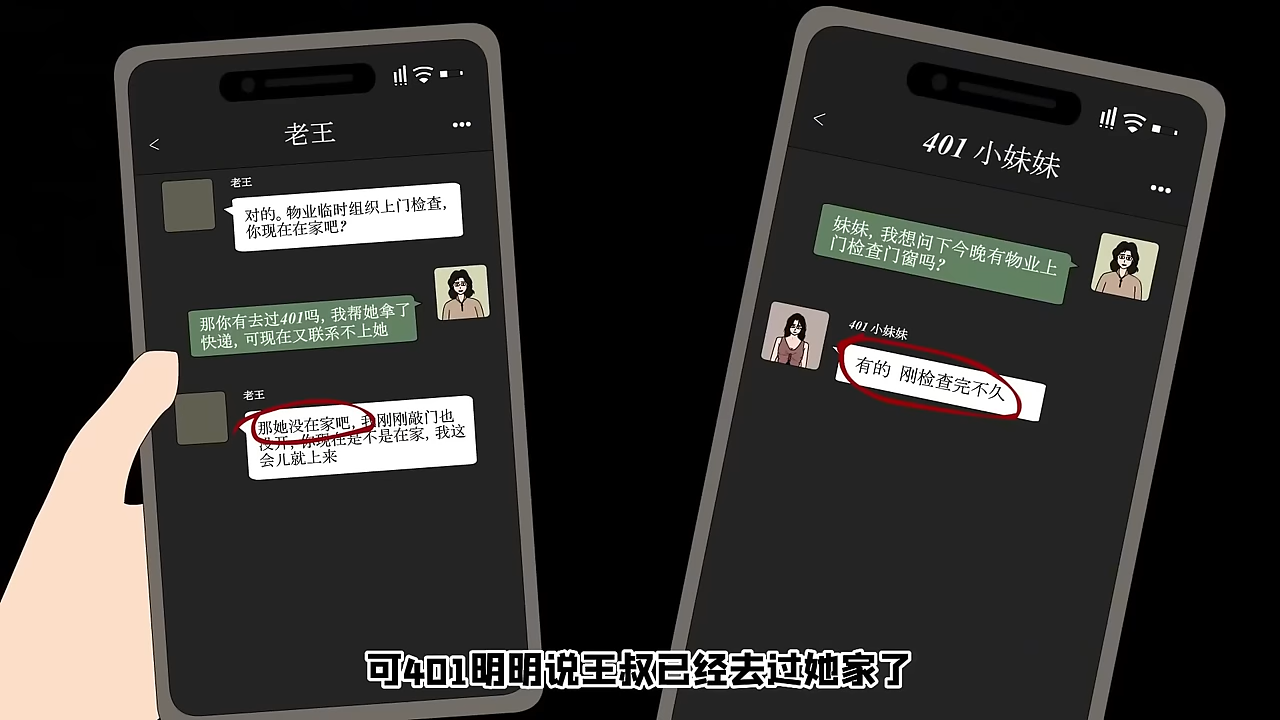 老王
老王
对的。物业临时组织上门检查,
你现在在家吧?
那你有去过401吗, 我帮她拿了
快递, 可现在又联系不上她
老王
那她没在家吧, 我刚刚敲门也
没开, 你现在是不是在家, 我这
会儿就上来
401 小妹妹
妹妹, 我想问下今晚有物业上
门检查门窗吗?
401 小妹妹
有的 刚检查完不久
可401明明说王叔已经去过她家了